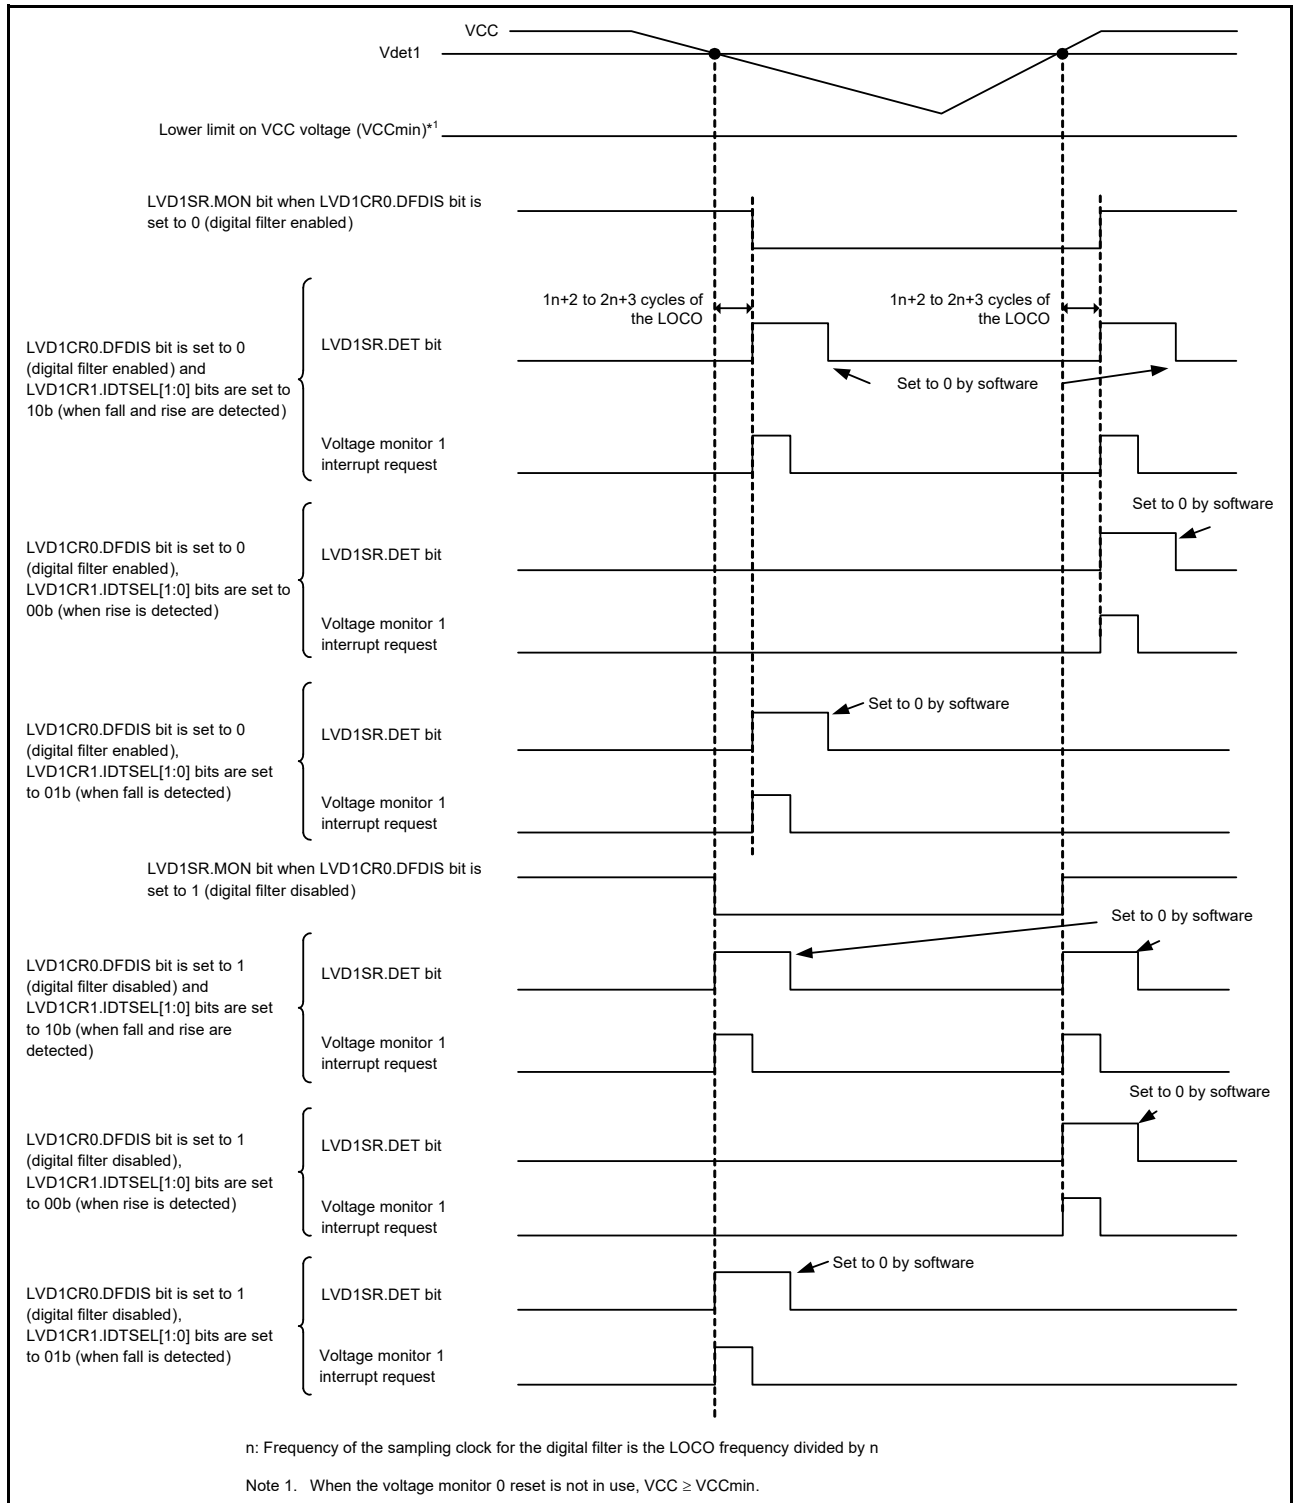 VCC
Vdet1
Lower limit on VCC voltage (VCCmin)*1
LVD1SR.MON bit when LVD1CR0.DFDIS bit is
set to 0 (digital filter enabled)
1n+2 to 2n+3 cycles of
the LOCO
1n+2 to 2n+3 cycles of
the LOCO
LVD1CR0.DFDIS bit is set to 0
(digital filter enabled) and
LVD1CR1.IDTSEL[1:0] bits are set to
10b (when fall and rise are detected)
LVD1SR.DET bit
Set to 0 by software
Voltage monitor 1
interrupt request
Set to 0 by software
LVD1CR0.DFDIS bit is set to 0
(digital filter enabled),
LVD1CR1.IDTSEL[1:0] bits are set to
00b (when rise is detected)
LVD1SR.DET bit
Voltage monitor 1
interrupt request
Set to 0 by software
LVD1CR0.DFDIS bit is set to 0
(digital filter enabled),
LVD1CR1.IDTSEL[1:0] bits are set
to 01b (when fall is detected)
LVD1SR.DET bit
Voltage monitor 1
interrupt request
LVD1SR.MON bit when LVD1CR0.DFDIS bit is
set to 1 (digital filter disabled)
Set to 0 by software
LVD1CR0.DFDIS bit is set to 1
(digital filter disabled) and
LVD1CR1.IDTSEL[1:0] bits are set
to 10b (when fall and rise are
detected)
LVD1SR.DET bit
Voltage monitor 1
interrupt request
Set to 0 by software
LVD1CR0.DFDIS bit is set to 1
(digital filter disabled),
LVD1CR1.IDTSEL[1:0] bits are set
to 00b (when rise is detected)
LVD1SR.DET bit
Voltage monitor 1
interrupt request
Set to 0 by software
LVD1CR0.DFDIS bit is set to 1
(digital filter disabled),
LVD1CR1.IDTSEL[1:0] bits are set
to 01b (when fall is detected)
LVD1SR.DET bit
Voltage monitor 1
interrupt request
n: Frequency of the sampling clock for the digital filter is the LOCO frequency divided by n
Note 1. When the voltage monitor 0 reset is not in use, VCC ≥ VCCmin.